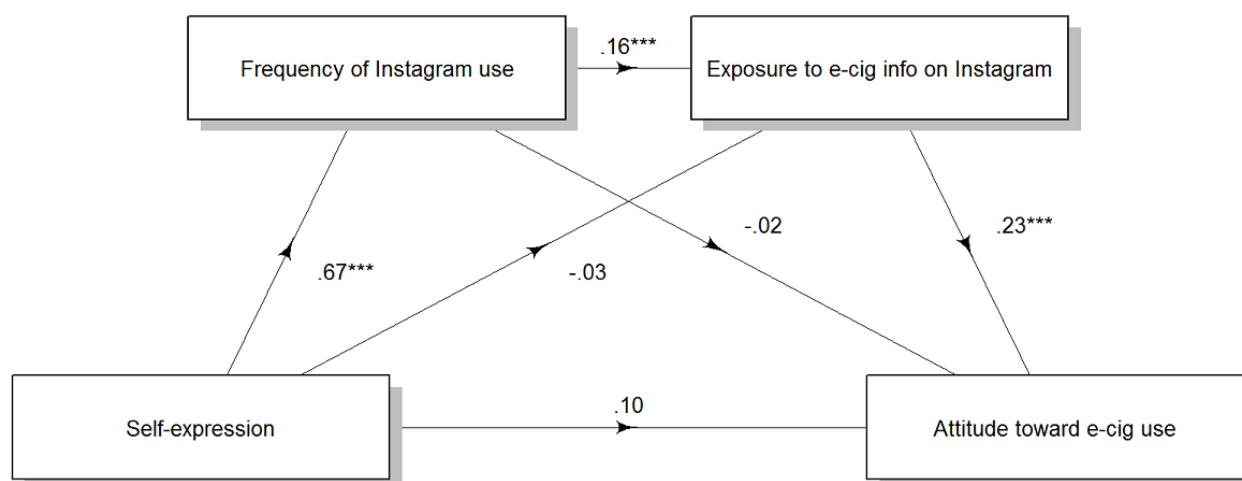 .16***
Frequency of Instagram use
Exposure to e-cig info on Instagram
-.02
.23***
.67***
-.03
.10
Self-expression
Attitude toward e-cig use